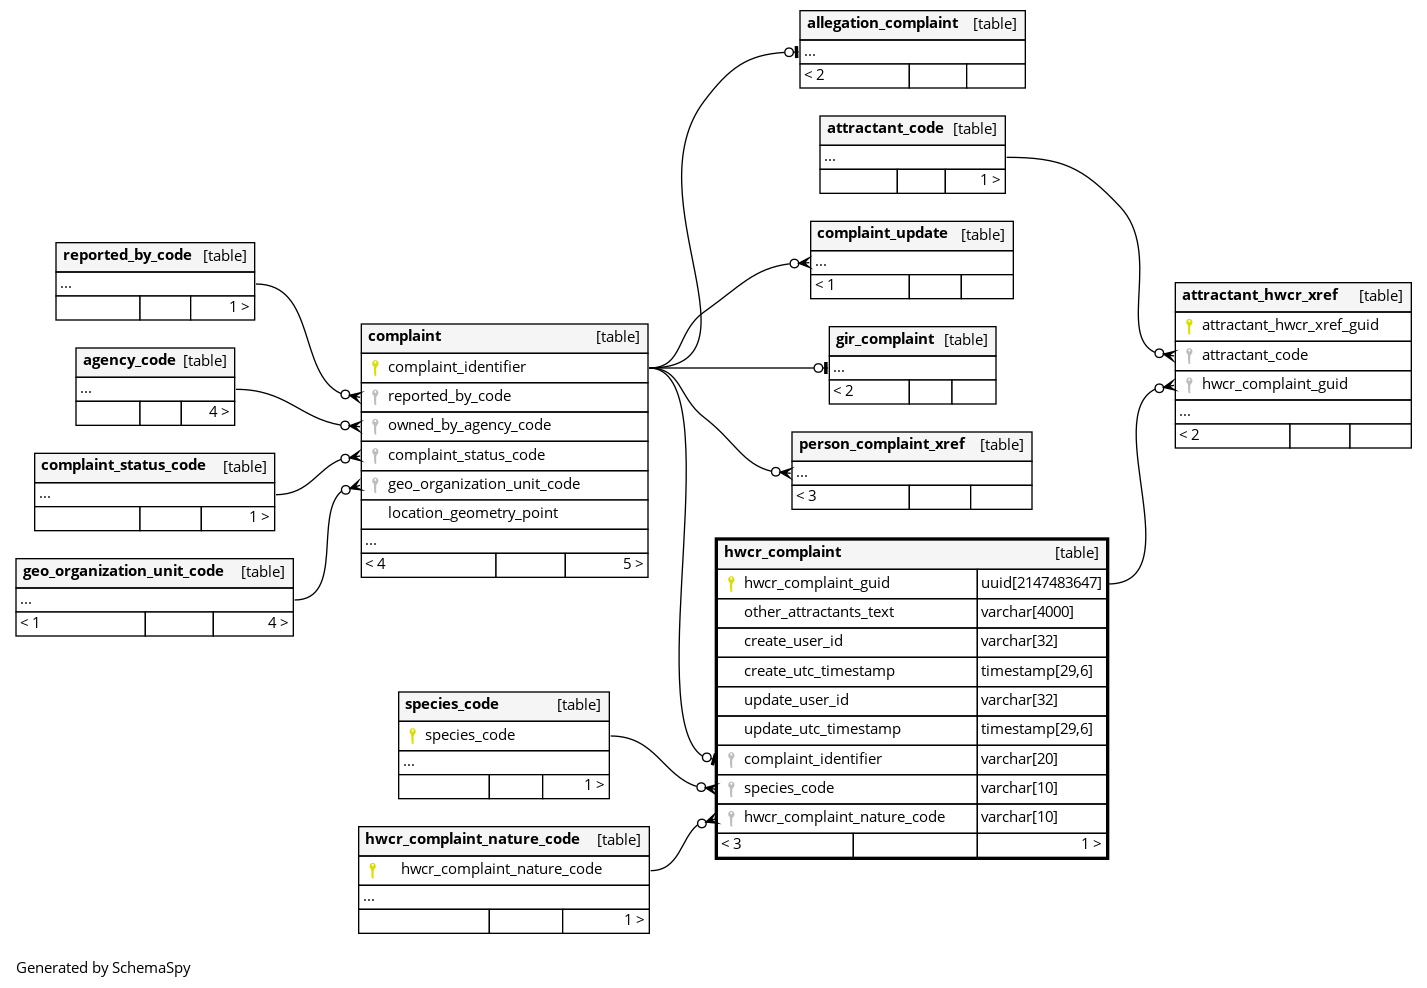 allegation_complaint [table]
...
< 2
attractant_code [table]
...
1 >
complaint_update [table]
...
< 1
gir_complaint [table]
...
< 2
person_complaint_xref [table]
...
< 3
attractant_hwcr_xref [table]
attractant_hwcr_xref_guid
attractant_code
hwcr_complaint_guid
...
< 2
reported_by_code [table]
...
1 >
agency_code [table]
...
4 >
complaint_status_code [table]
...
1 >
geo_organization_unit_code [table]
...
< 1 4 >
complaint [table]
complaint_identifier
reported_by_code
owned_by_agency_code
complaint_status_code
geo_organization_unit_code
location_geometry_point
...
< 4 5 >
hwcr_complaint [table]
hwcr_complaint_guid uuid[2147483647]
other_attractants_text varchar[4000]
create_user_id varchar[32]
create_utc_timestamp timestamp[29,6]
update_user_id varchar[32]
update_utc_timestamp timestamp[29,6]
complaint_identifier varchar[20]
species_code varchar[10]
hwcr_complaint_nature_code varchar[10]
< 3 1 >
species_code [table]
species_code
...
1 >
hwcr_complaint_nature_code [table]
hwcr_complaint_nature_code
...
1 >
Generated by SchemaSpy